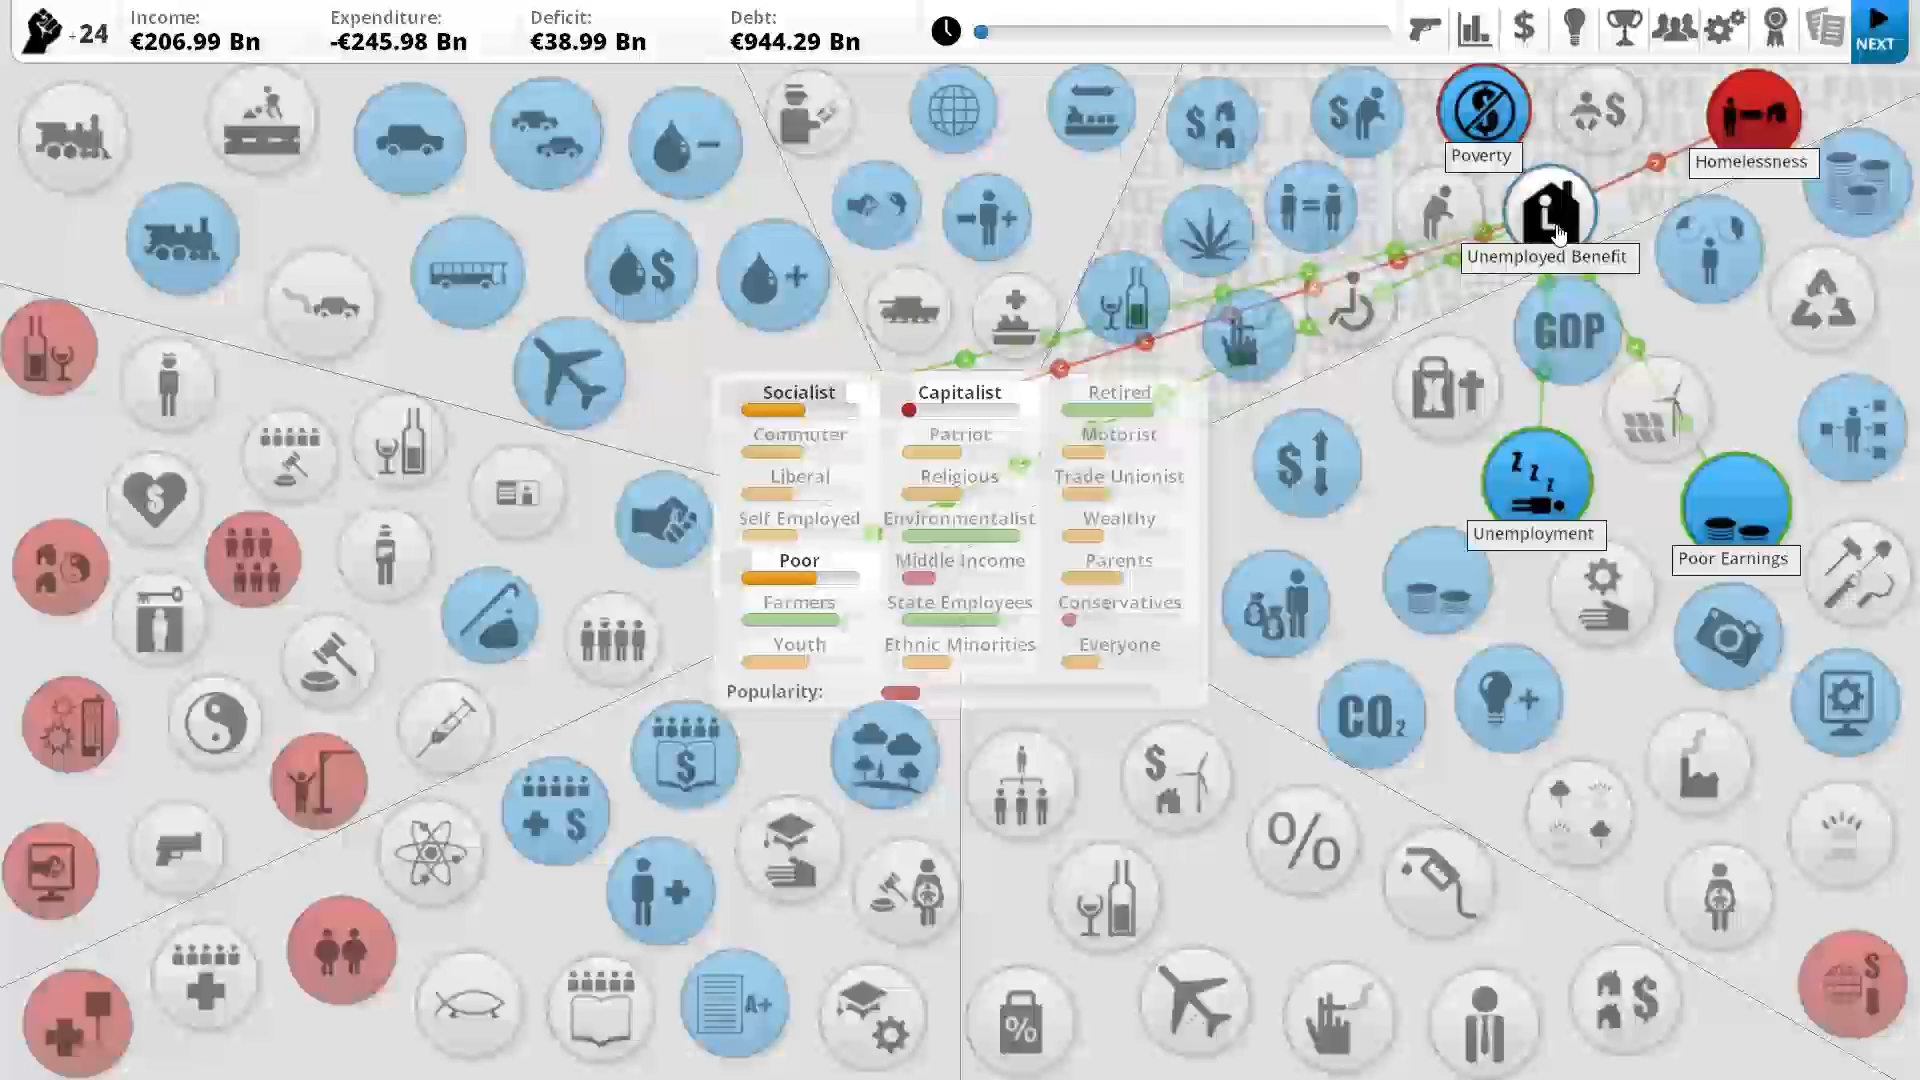 Income: Expenditure: Deficit: Debt:
+24 €206.99 Bn -€245.98 Bn €38.99 Bn €944.29 Bn
NEXT
Poverty
Homelessness
Unemployed Benefit
GDP
Socialist Capitalist Retired
Commuter Patriot Motorist
Liberal Religious Trade Unionist
Self Employed Environmentalist Wealthy
Poor Middle Income Parents
Farmers State Employees Conservatives
Youth Ethnic Minorities Everyone
Popularity:
Z Z Z Z
Unemployment
Poor Earnings
CO2
A+
%
%